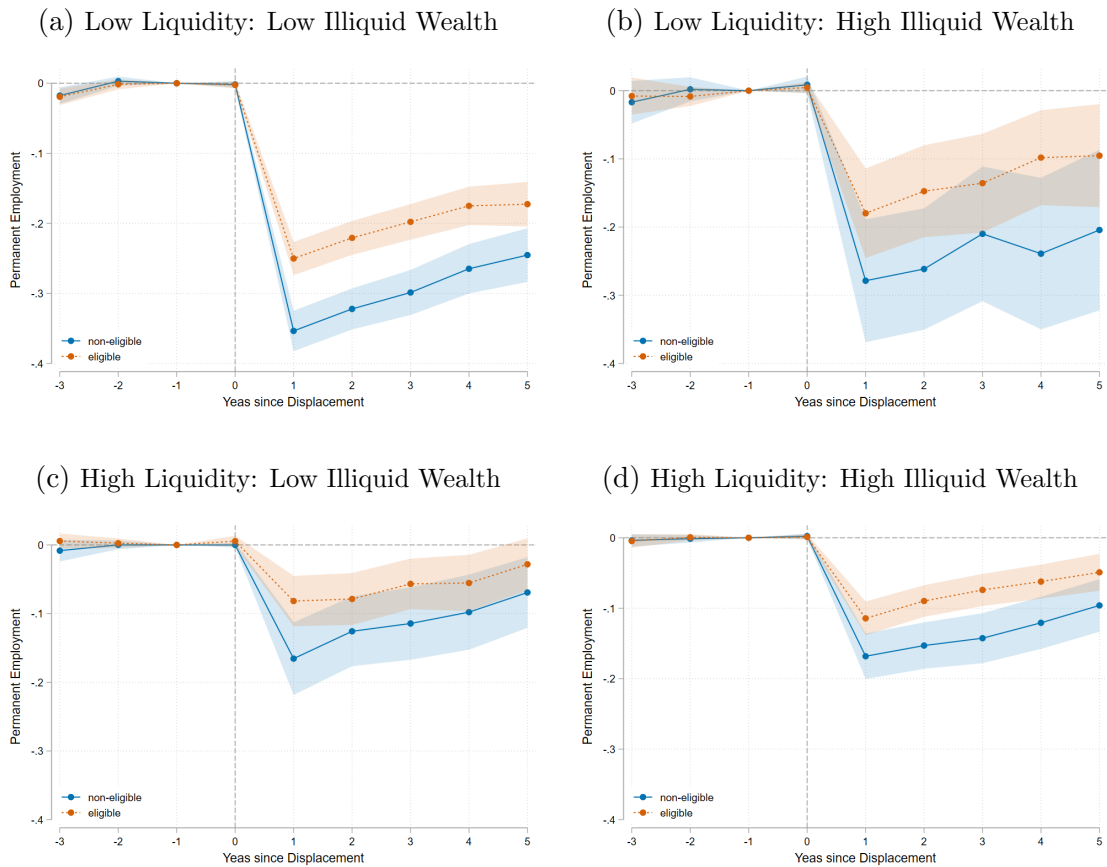 (a) Low Liquidity: Low Illiquid Wealth
Permanent Employment
0
-.1
-.2
-.3
-.4
non-eligible
eligible
-3 -2 -1 0 1 2 3 4 5
Yeas since Displacement
(b) Low Liquidity: High Illiquid Wealth
Permanent Employment
0
-.1
-.2
-.3
-.4
non-eligible
eligible
-3 -2 -1 0 1 2 3 4 5
Yeas since Displacement
(c) High Liquidity: Low Illiquid Wealth
Permanent Employment
0
-.1
-.2
-.3
-.4
non-eligible
eligible
-3 -2 -1 0 1 2 3 4 5
Yeas since Displacement
(d) High Liquidity: High Illiquid Wealth
Permanent Employment
0
-.1
-.2
-.3
-.4
non-eligible
eligible
-3 -2 -1 0 1 2 3 4 5
Yeas since Displacement